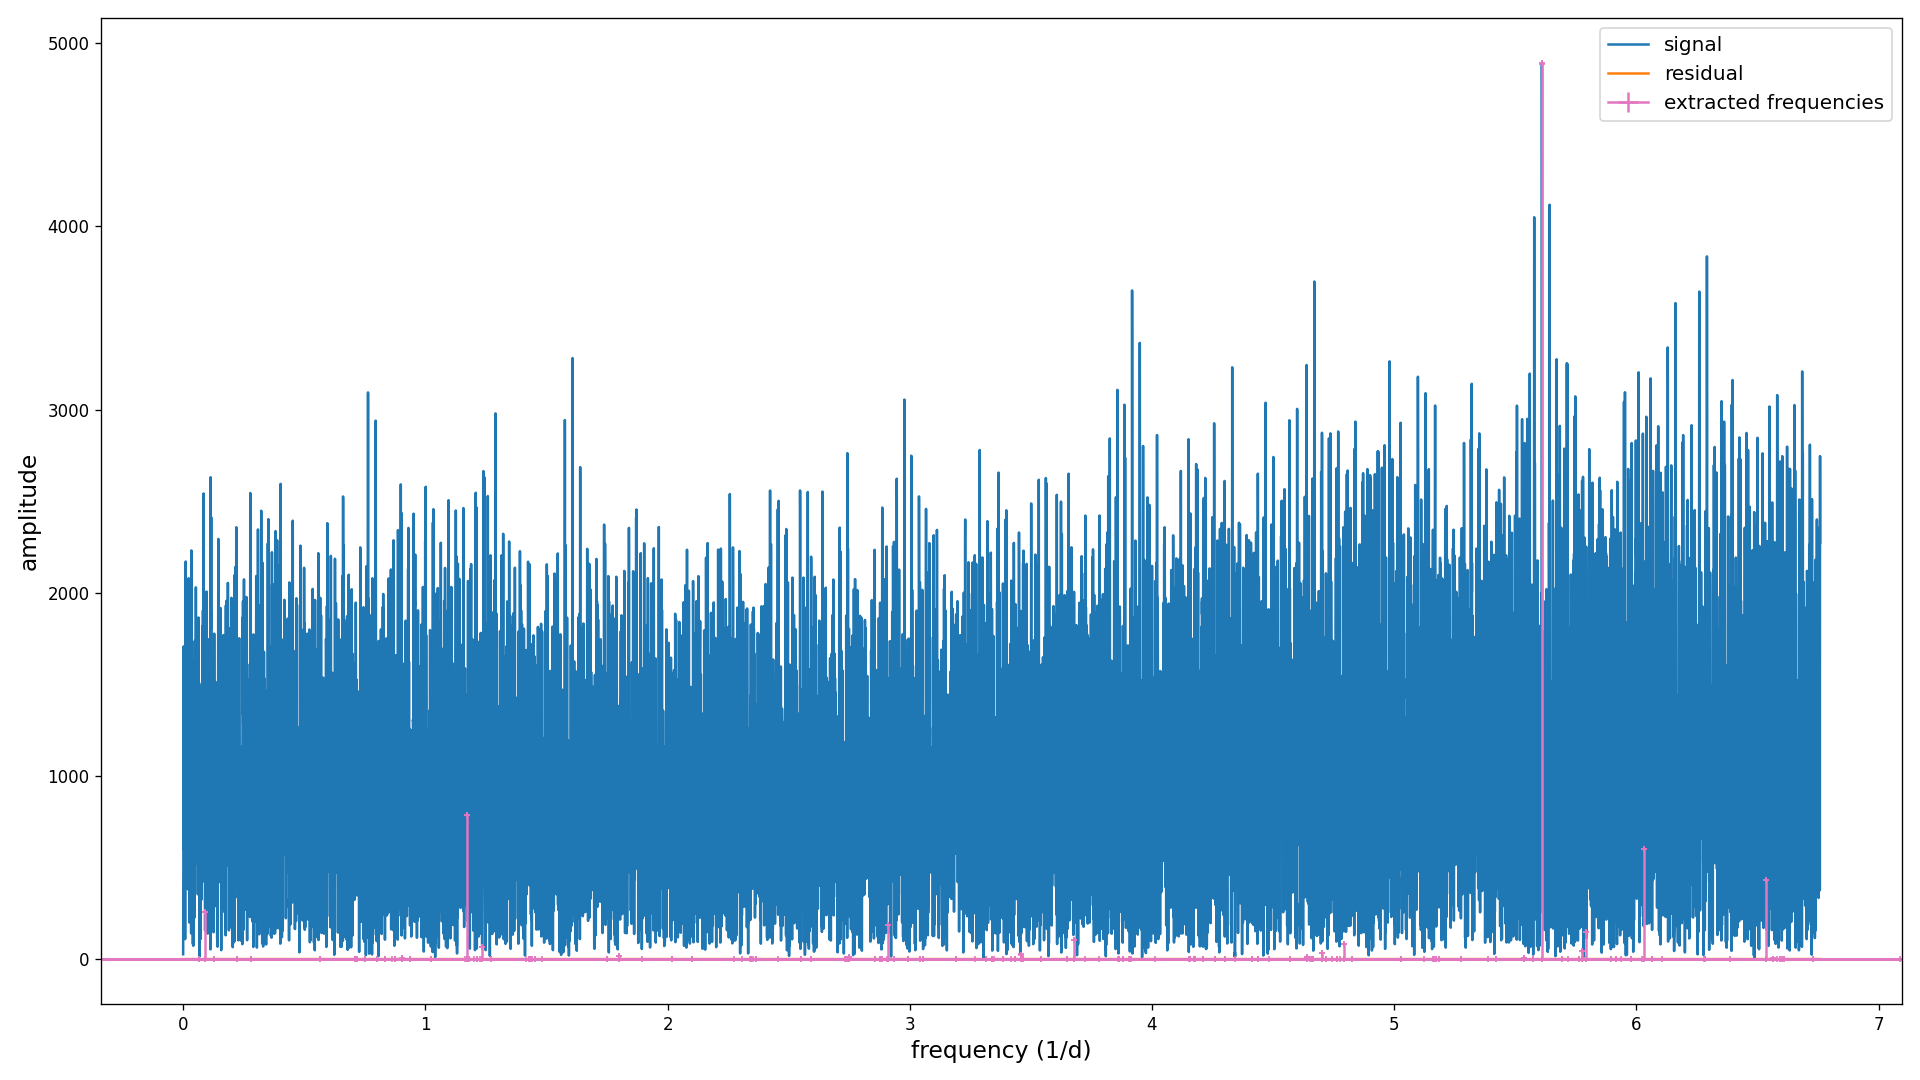 5000
4000
3000
2000
1000
0
amplitude
0 1 2 3 4 5 6 7
frequency (1/d)
signal
residual
extracted frequencies